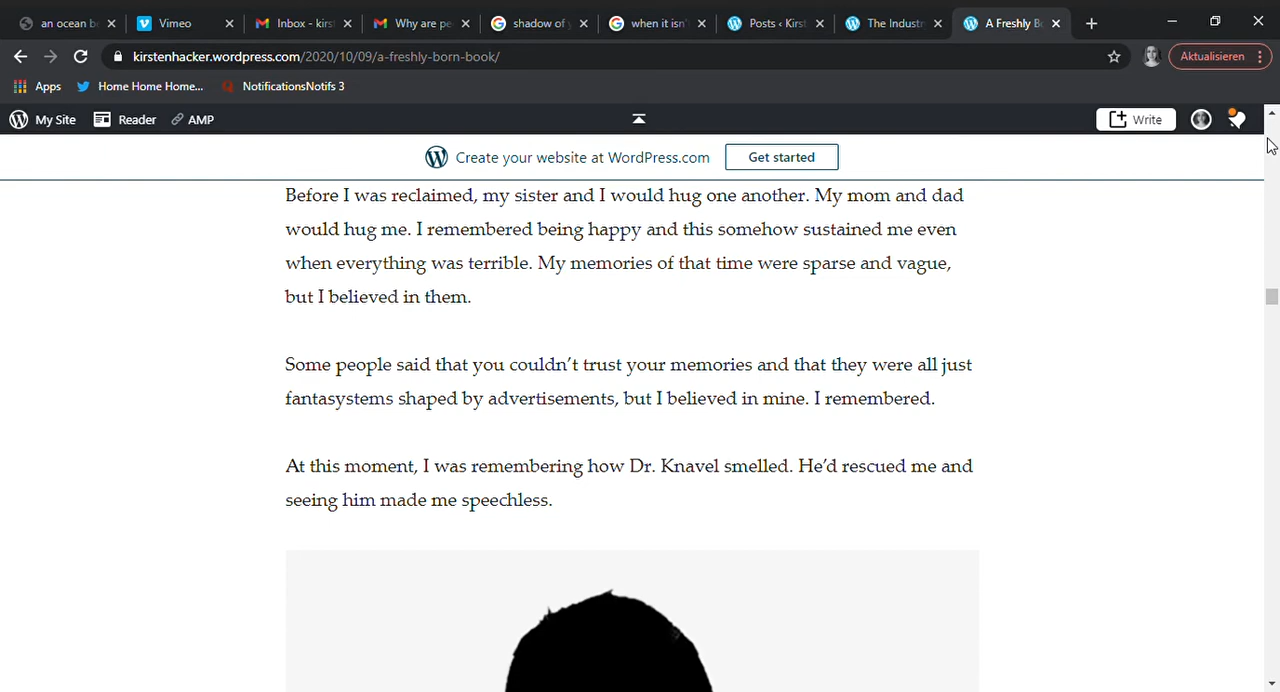 an ocean b
Vimeo
Inbox - kirs
Why are pe
shadow of
when it isn'
Posts ‹ Kirst
The Industr
A Freshly Bo
kirstenhacker.wordpress.com/2020/10/09/a-freshly-born-book/
Aktualisieren
Apps
Home Home Home...
NotificationsNotifs 3
My Site
Reader
AMP
Write
Create your website at WordPress.com
Get started
Before I was reclaimed, my sister and I would hug one another. My mom and dad
would hug me. I remembered being happy and this somehow sustained me even
when everything was terrible. My memories of that time were sparse and vague,
but I believed in them.
Some people said that you couldn’t trust your memories and that they were all just
fantasystems shaped by advertisements, but I believed in mine. I remembered.
At this moment, I was remembering how Dr. Knavel smelled. He’d rescued me and
seeing him made me speechless.